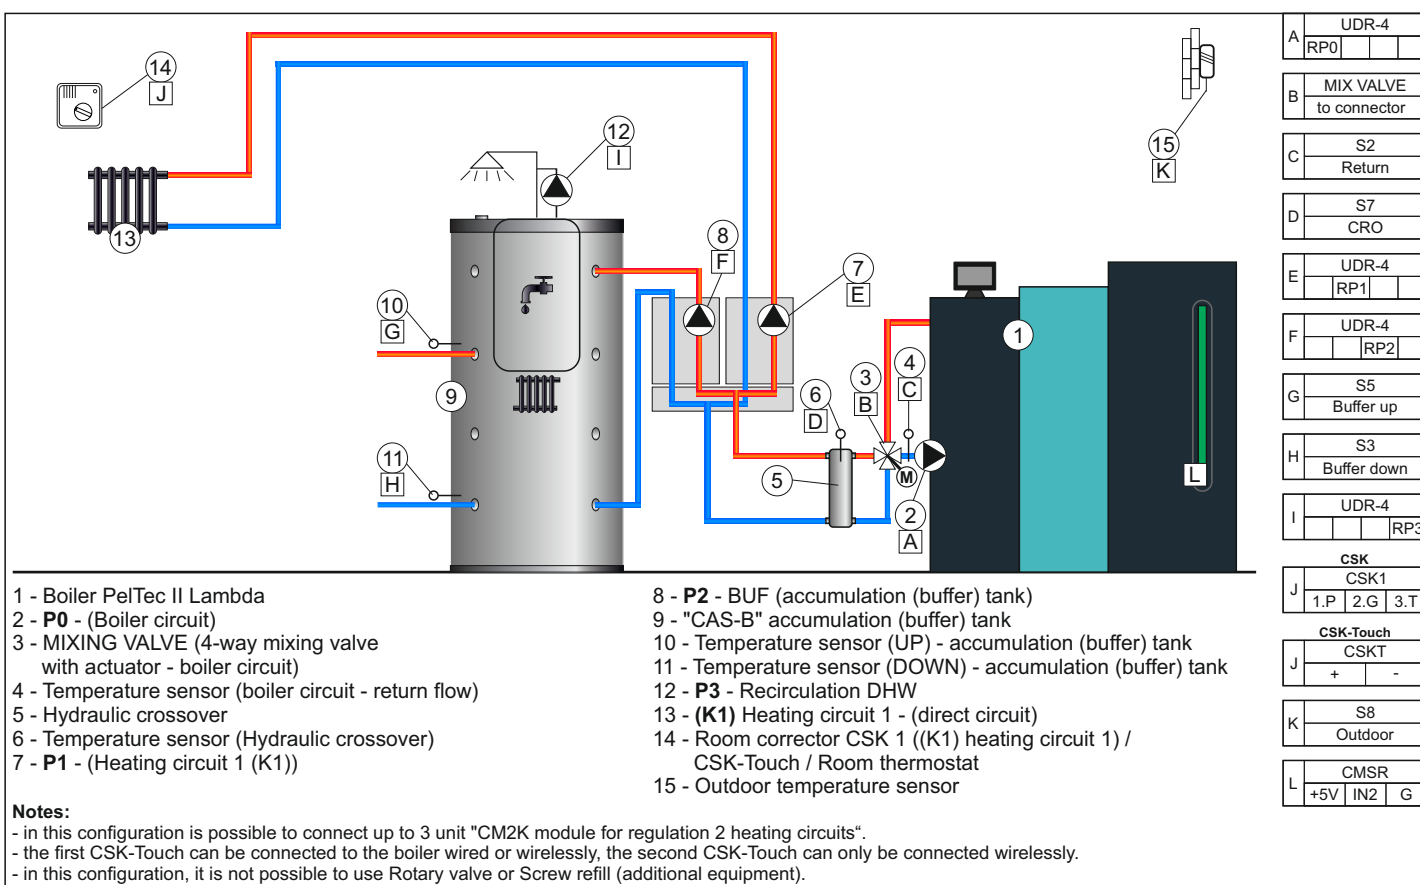 14
J
13
12
I
8
F
7
E
15
K
10
G
9
11
H
6
D
5
3
B
4
C
M
2
A
1
L
A
UDR-4
RP0
B
MIX VALVE
to connector
C
S2
Return
D
S7
CRO
E
UDR-4
RP1
F
UDR-4
RP2
G
S5
Buffer up
H
S3
Buffer down
I
UDR-4
RP3
CSK
J
CSK1
1.P 2.G 3.T
CSK-Touch
J
CSKT
+ -
K
S8
Outdoor
L
CMSR
+5V IN2 G
1 - Boiler PelTec II Lambda
2 - P0 - (Boiler circuit)
3 - MIXING VALVE (4-way mixing valve
with actuator - boiler circuit)
4 - Temperature sensor (boiler circuit - return flow)
5 - Hydraulic crossover
6 - Temperature sensor (Hydraulic crossover)
7 - P1 - (Heating circuit 1 (K1))
8 - P2 - BUF (accumulation (buffer) tank)
9 - "CAS-B" accumulation (buffer) tank
10 - Temperature sensor (UP) - accumulation (buffer) tank
11 - Temperature sensor (DOWN) - accumulation (buffer) tank
12 - P3 - Recirculation DHW
13 - (K1) Heating circuit 1 - (direct circuit)
14 - Room corrector CSK 1 ((K1) heating circuit 1) /
CSK-Touch / Room thermostat
15 - Outdoor temperature sensor
Notes:
- in this configuration is possible to connect up to 3 unit "CM2K module for regulation 2 heating circuits“.
- the first CSK-Touch can be connected to the boiler wired or wirelessly, the second CSK-Touch can only be connected wirelessly.
- in this configuration, it is not possible to use Rotary valve or Screw refill (additional equipment).